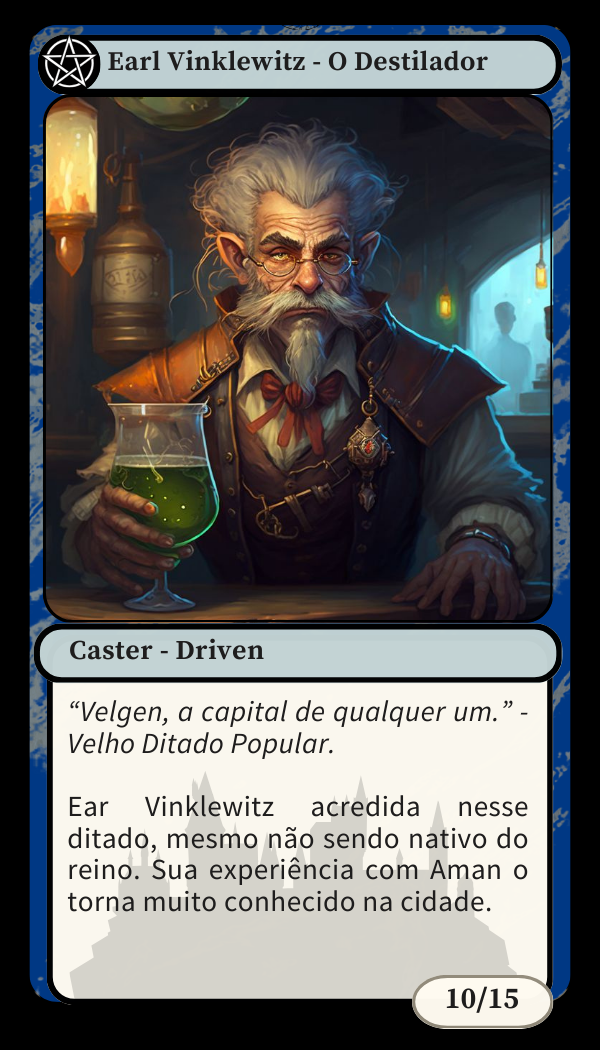 Earl Vinklewitz - O Destilador
Caster - Driven
“Velgen, a capital de qualquer um.” -
Velho Ditado Popular.
Ear Vinklewitz acredida nesse
ditado, mesmo não sendo nativo do
reino. Sua experiência com Aman o
torna muito conhecido na cidade.
10/15